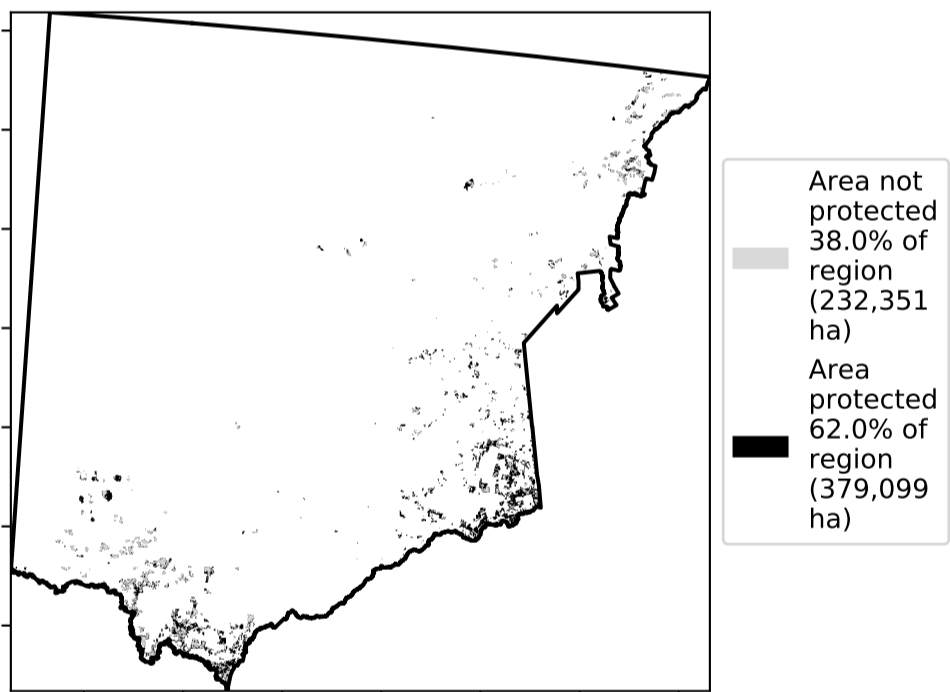 Area not
protected
38.0% of
region
(232,351
ha)
Area
protected
62.0% of
region
(379,099
ha)